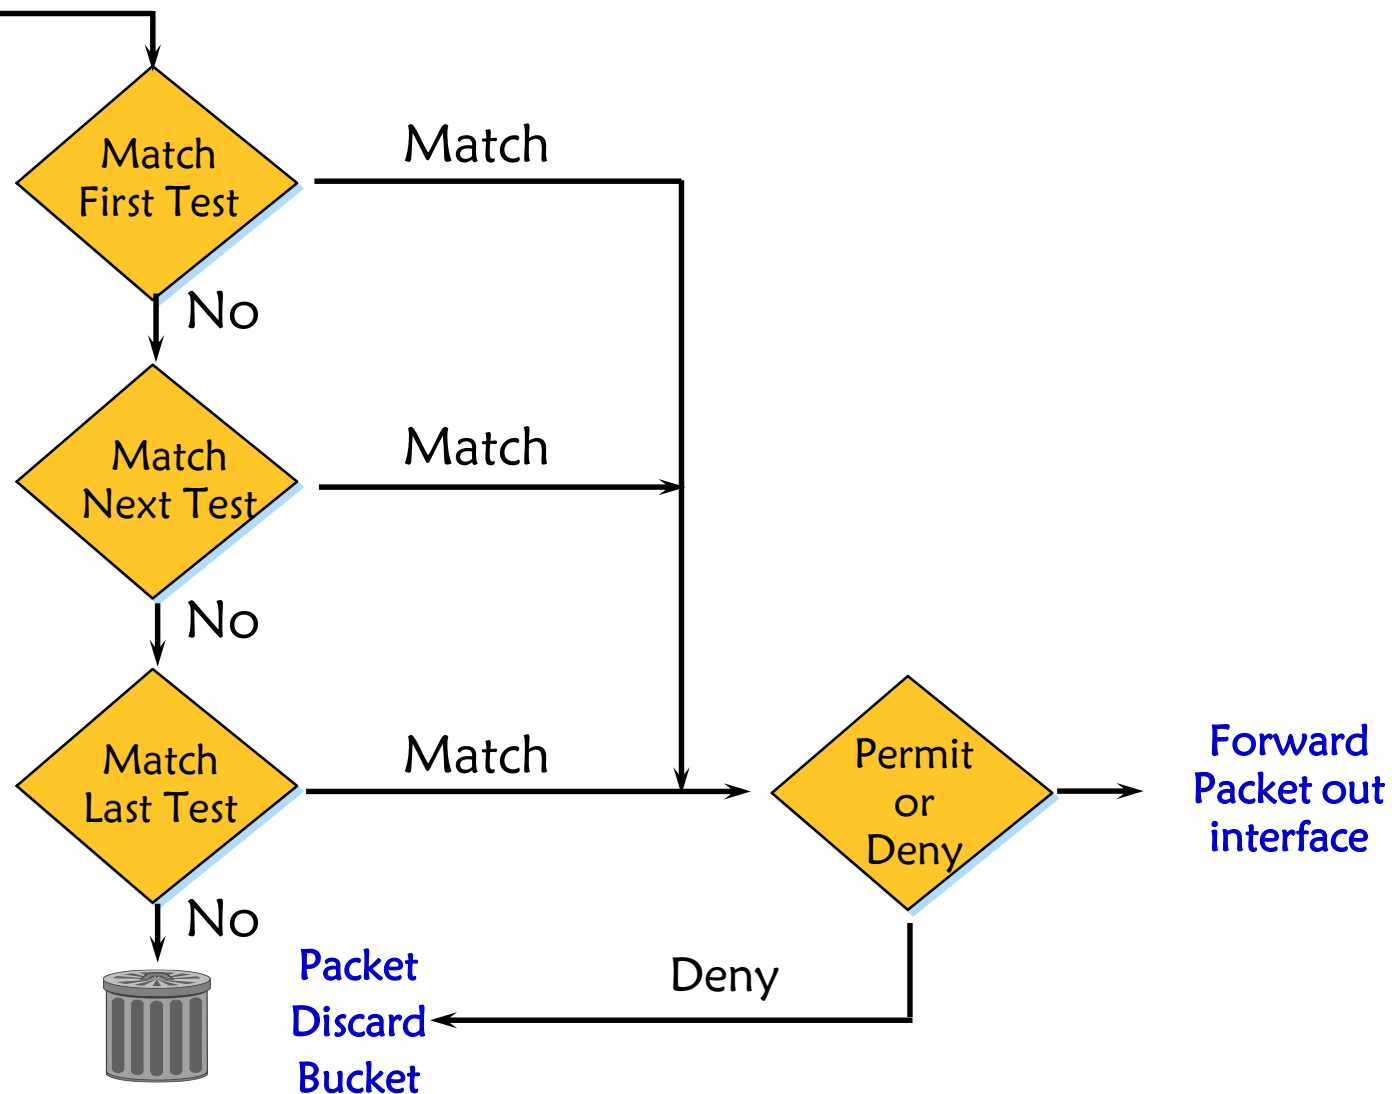 Match
First Test
Match
No
Match
Next Test
Match
No
Match
Last Test
Match
No
Permit
or
Deny
Forward
Packet out
interface
Deny
Packet
Discard
Bucket